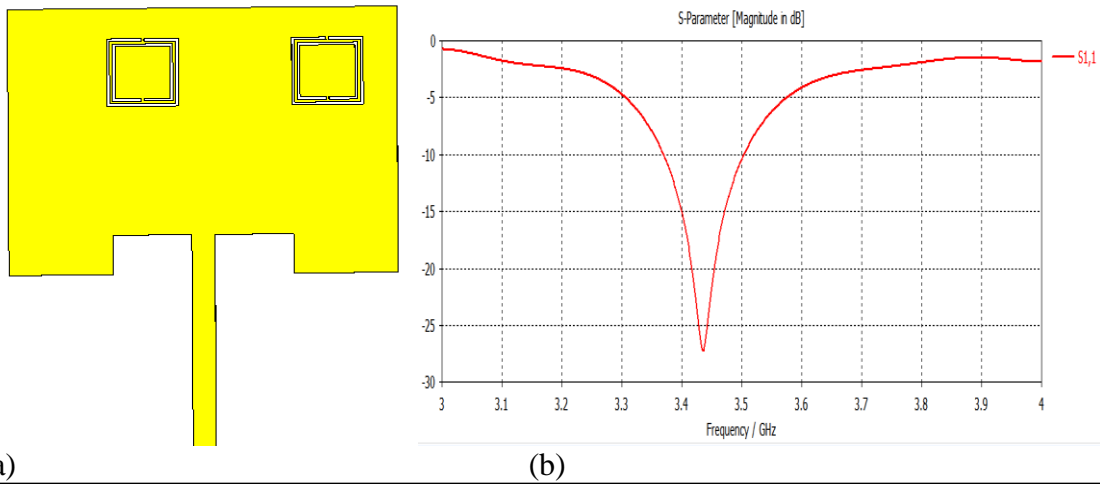 S-Parameter [Magnitude in dB]
0
-5
-10
-15
-20
-25
-30
3 3.1 3.2 3.3 3.4 3.5 3.6 3.7 3.8 3.9 4
Frequency / GHz
S1,1
a) (b)